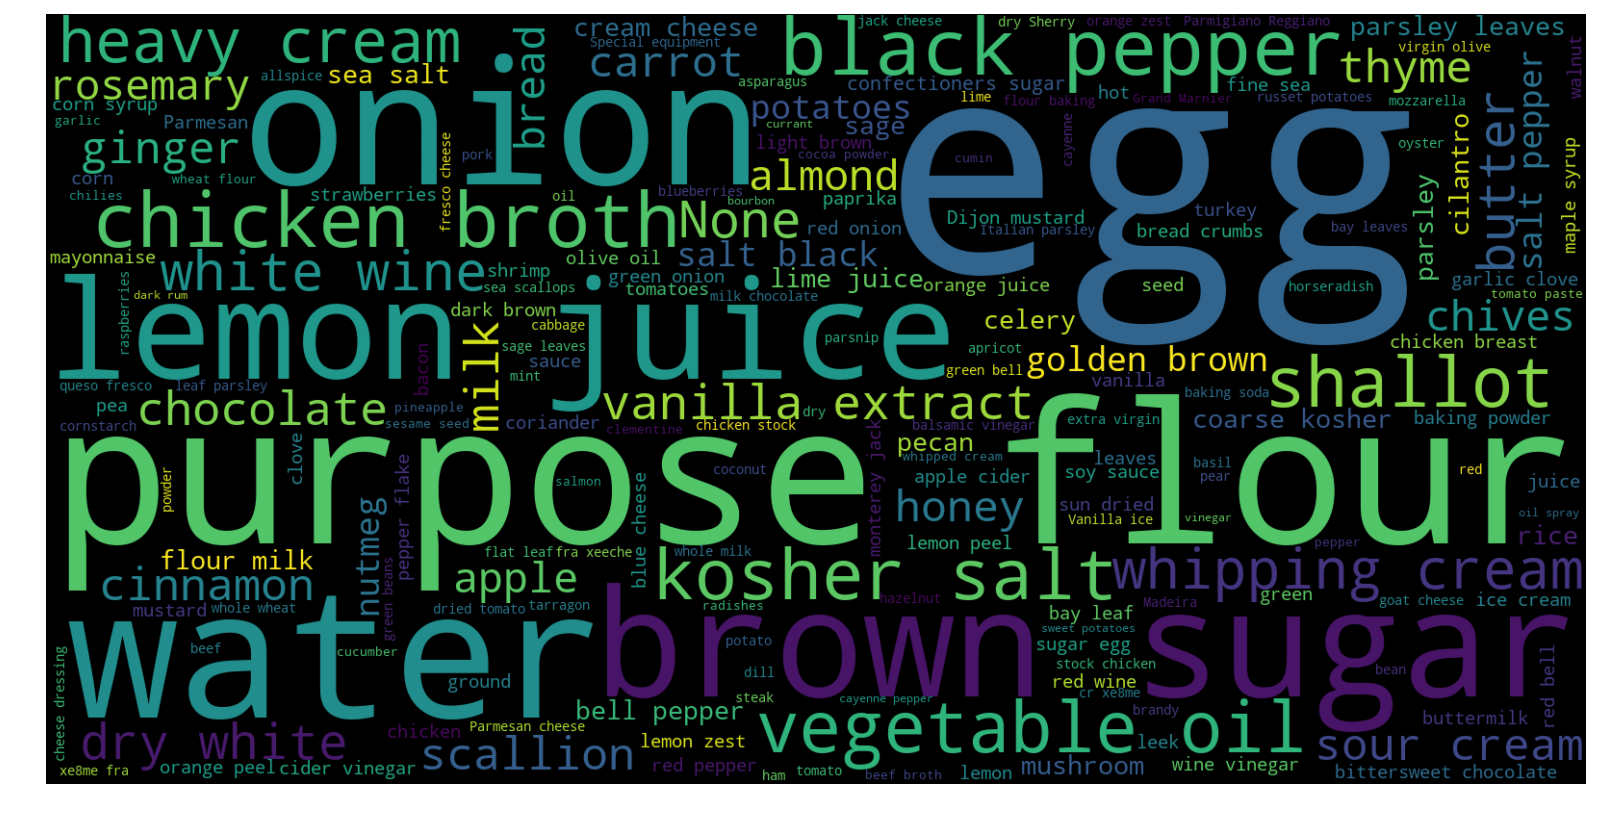 heavy cream
onion
bread
cream cheese
Special equipment
carrot
jack cheese
dry Sherry
orange zest
Parmigiano Reggiano
parsley leaves
black pepper
virgin olive
walnut
rosemary
allspice
sea salt
asparagus
confectioners sugar
hot
fine sea
thyme
salt pepper
corn syrup
garlic
Parmesan
potatoes
lime
flour baking
Grand Marnier
russet potatoes
mozzarella
butter
cilantro
maple syrup
ginger
pork
fresco cheese
currant
sage
light brown
cocoa powder
cayenne
egg
cumin
oyster
corn
wheat flour
chilies
strawberries
oil
blueberries
bourbon
almond
paprika
chicken broth
None
red onion
Dijon mustard
Italian parsley
turkey
bread crumbs
bay leaves
parsley
mayonnaise
white wine
shrimp
olive oil
salt black
green onion
sea scallops
tomatoes
lime juice
orange juice
seed
horseradish
garlic clove
tomato paste
raspberries
dark rum
dark brown
milk chocolate
lemon juice
cabbage
parsnip
celery
chives
sage leaves
sauce
mint
apricot
green bell
golden brown
chicken breast
queso fresco
leaf parsley
bacon
milk
vanilla
baking soda
shallot
pea
chocolate
pineapple
sesame seed
vanilla extract
dry
cornstarch
coriander
clementine
chicken stock
balsamic vinegar
extra virgin
coarse kosher
baking powder
purpose flour
clove
powder
pepper flake
salmon
coconut
blue cheese
monterey jack
pecan
whipped cream
apple cider
leaves
soy sauce
basil
pear
red
juice
nutmeg
honey
sun dried
Vanilla ice
vinegar
oil spray
flour milk
flat leaf
fra xeeche
whole milk
lemon peel
pepper
rice
cinnamon
green beans
apple
kosher salt
whipping cream
mustard
whole wheat
dried tomato
tarragon
radishes
hazelnut
bay leaf
Madeira
green
goat cheese
ice cream
water
brown sugar
beef
cucumber
potato
sweet potatoes
sugar egg
stock chicken
bean
red bell
cheese dressing
ground
dill
steak
red wine
cr xe8me
cayenne pepper
brandy
dry white
chicken
Parmesan cheese
bell pepper
vegetable oil
buttermilk
scallion
lemon zest
leek
sour cream
xe8me fra
orange peel
cider vinegar
red pepper
ham
tomato
beef broth
lemon
mushroom
wine vinegar
bittersweet chocolate